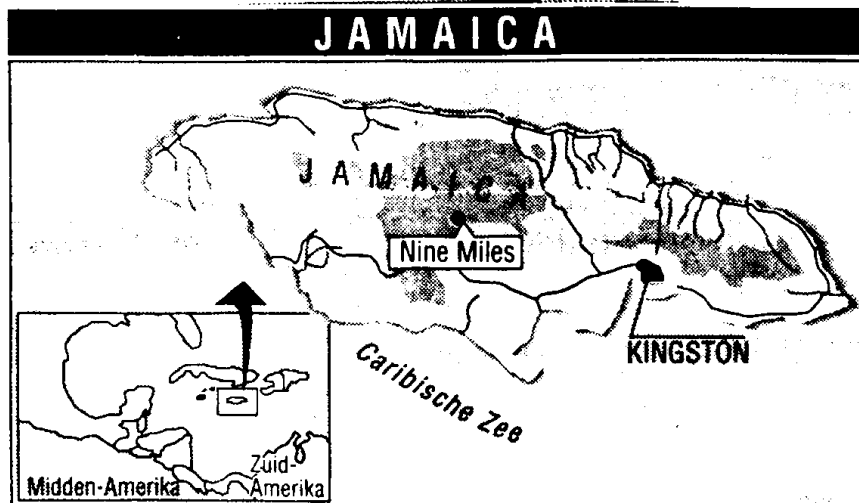 JAMAICA
JAMAICA
Nine Miles
KINGSTON
Caribische Zee
Midden-Amerika
Zuid-
Amerika